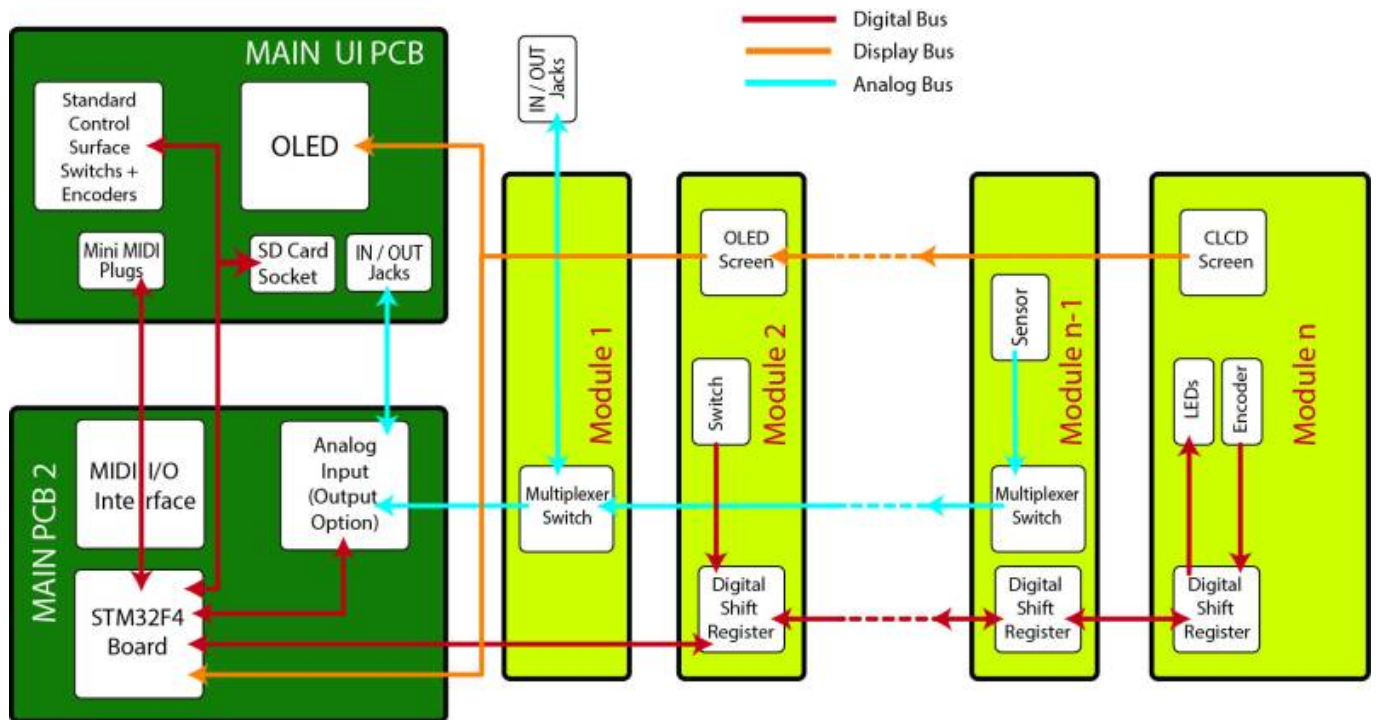 Digital Bus
Display Bus
Analog Bus
MAIN UI PCB
Standard
Control
Surface
Switchs +
Encoders
OLED
Mini MIDI
Plugs
SD Card
Socket
IN / OUT
Jacks
IN / OUT
Jacks
MAIN PCB 2
MIDI I/O
Interface
Analog
Input
(Output
Option)
STM32F4
Board
Module 1
Multiplexer
Switch
Module 2
OLED
Screen
Switch
Digital
Shift
Register
Module n-1
Sensor
Multiplexer
Switch
Digital
Shift
Register
Module n
CLCD
Screen
LEDs
Encoder
Digital
Shift
Register